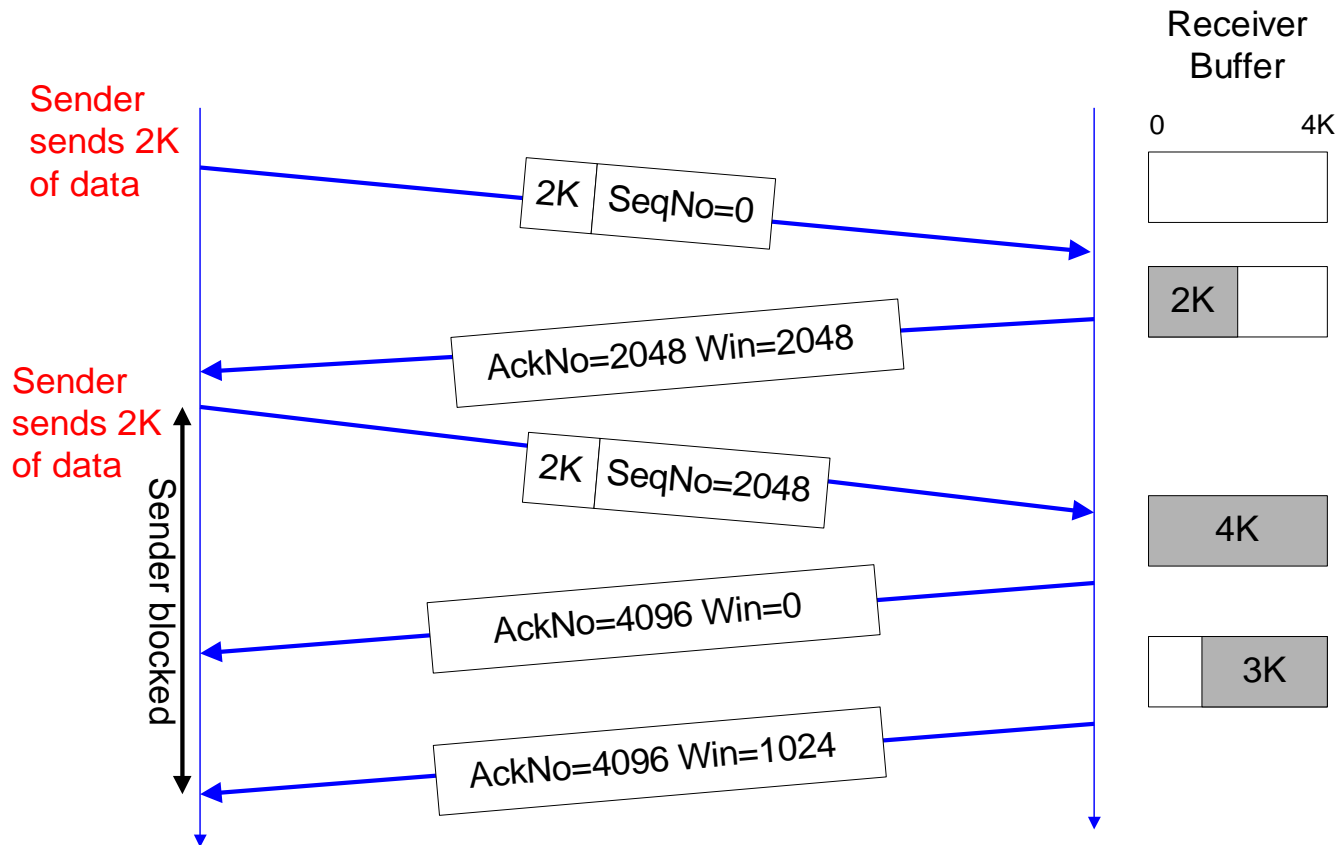 Receiver
Buffer
0 4K
Sender
sends 2K
of data
2K SeqNo=0
2K
AckNo=2048 Win=2048
Sender
sends 2K
of data
2K SeqNo=2048
Sender blocked
4K
AckNo=4096 Win=0
3K
AckNo=4096 Win=1024